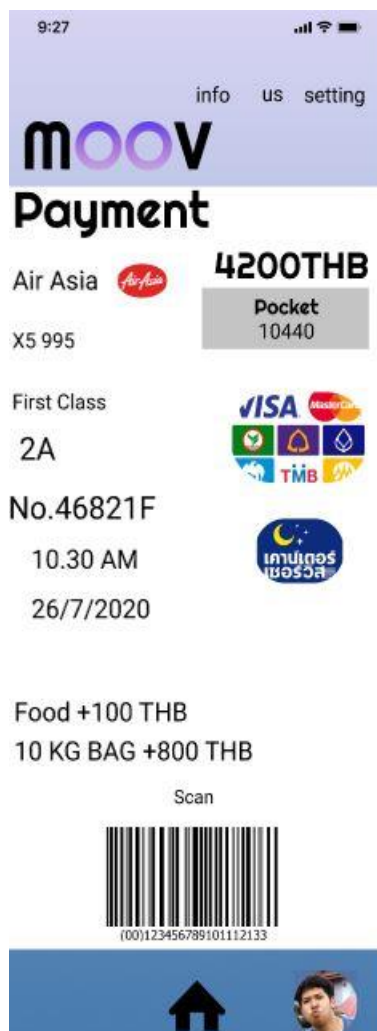 9:27
info us setting
mOOV
Payment
Air Asia AirAsia
4200THB
Pocket
10440
X5 995
First Class
VISA MasterCard
2A
TMB
No.46821F
10.30 AM
เคาน์เตอร์
เซอร์วิส
26/7/2020
Food +100 THB
10 KG BAG +800 THB
Scan
(00)123456789101112133